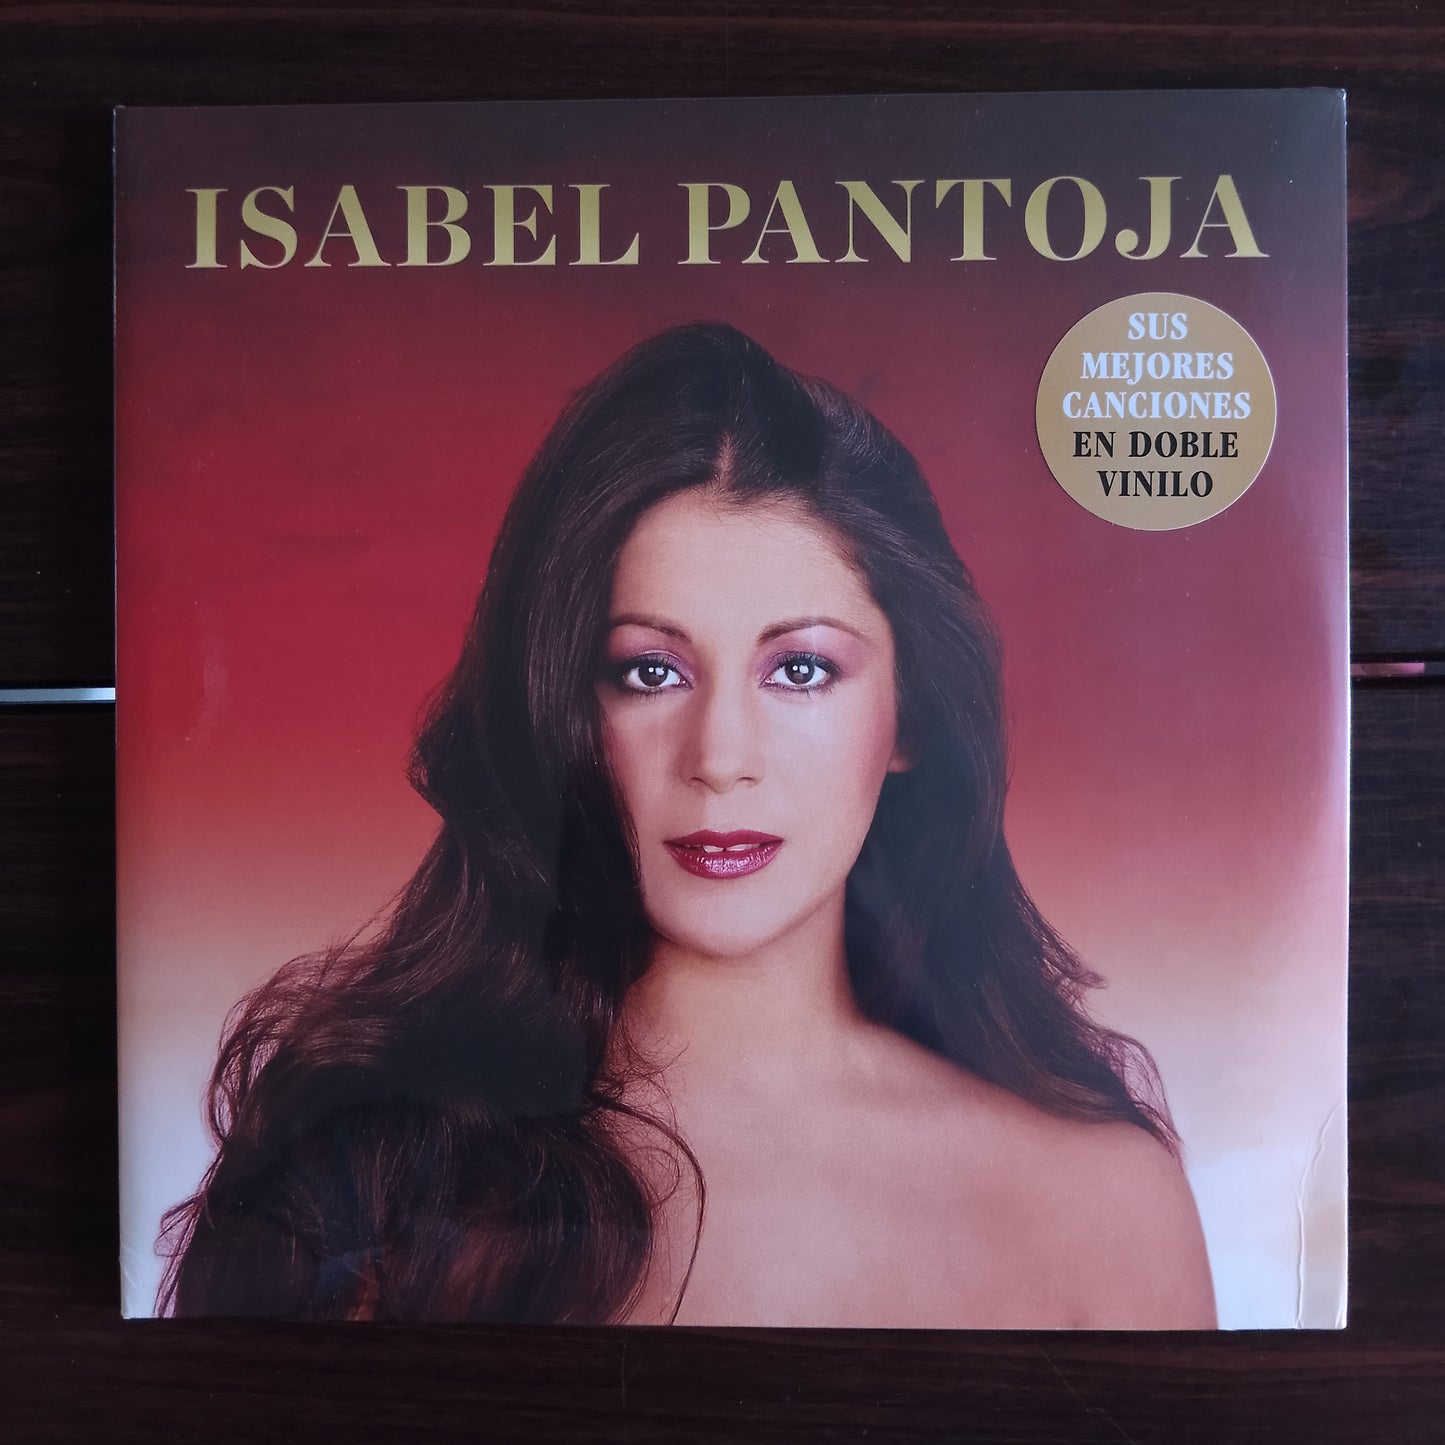 ISABEL PANTOJA
SUS
MEJORES
CANCIONES
EN DOBLE
VINILO